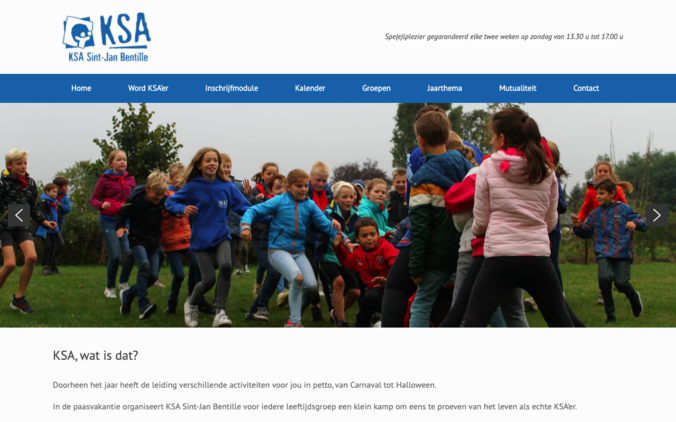 KSA
KSA Sint-Jan Bentille
Spe(e)lplezier gegarandeerd elke twee weken op zondag van 13.30 u tot 17.00 u
Home Word KSA'er Inschrijfmodule Kalender Groepen Jaarthema Mutualiteit Contact
KSA, wat is dat?
Doorheen het jaar heeft de leiding verschillende activiteiten voor jou in petto, van Carnaval tot Halloween.
In de paasvakantie organiseert KSA Sint-Jan Bentille voor iedere leeftijdsgroep een klein kamp om eens te proeven van het leven als echte KSA'er.